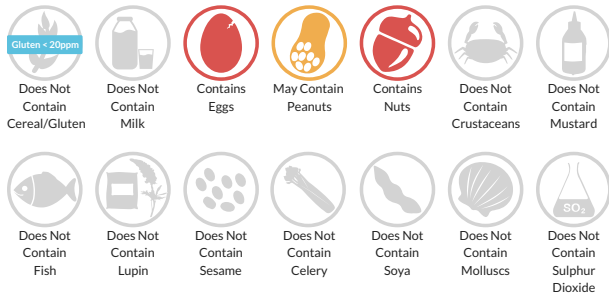 Gluten < 20ppm
Does Not
Contain
Cereal/Gluten
Does Not
Contain
Milk
Contains
Eggs
May Contain
Peanuts
Contains
Nuts
Does Not
Contain
Crustaceans
Does Not
Contain
Mustard
Does Not
Contain
Fish
Does Not
Contain
Lupin
Does Not
Contain
Sesame
Does Not
Contain
Celery
Does Not
Contain
Soya
Does Not
Contain
Molluscs
SO₂
Does Not
Contain
Sulphur
Dioxide